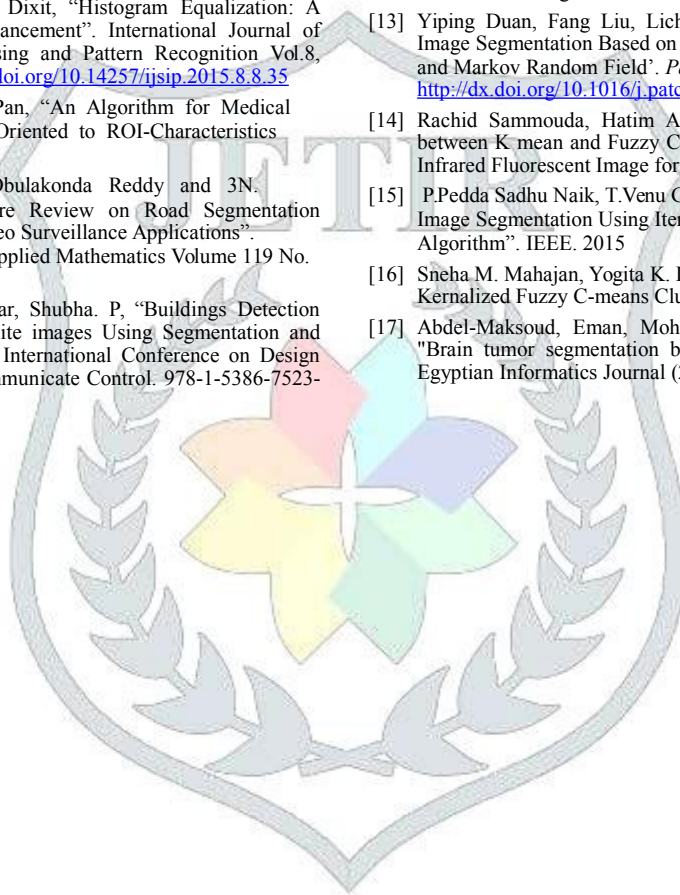 Dixit, “Histogram Equalization: A
ancement”. International Journal of
sing and Pattern Recognition Vol.8,
doi.org/10.14257/ijsip.2015.8.8.35
Pan, “An Algorithm for Medical
Oriented to ROI-Characteristics
Obulakonda Reddy and 3N.
re Review on Road Segmentation
eo Surveillance Applications”.
pplied Mathematics Volume 119 No.
ar, Shubha. P, “Buildings Detection
ite images Using Segmentation and
International Conference on Design
mmunicate Control. 978-1-5386-7523-
[13] Yiping Duan, Fang Liu, Lich
Image Segmentation Based on
and Markov Random Field’. Pa
http://dx.doi.org/10.1016/j.patc
[14] Rachid Sammouda, Hatim A
between K mean and Fuzzy C
Infrared Fluorescent Image for
[15] P.Pedda Sadhu Naik, T.Venu G
Image Segmentation Using Iter
Algorithm”. IEEE. 2015
[16] Sneha M. Mahajan, Yogita K. D
Kernalized Fuzzy C-means Clu
[17] Abdel-Maksoud, Eman, Moh
"Brain tumor segmentation b
Egyptian Informatics Journal (2
JETIR